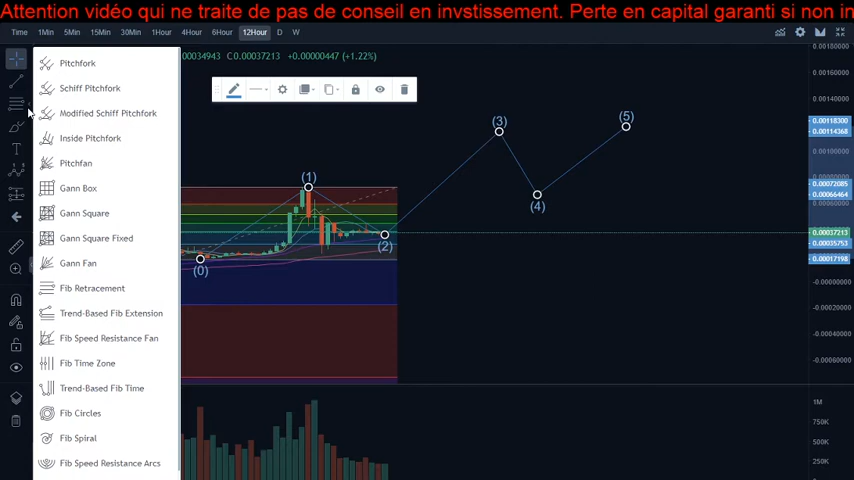 Attention vidéo qui ne traite de pas de conseil en invstissement. Perte en capital garanti si non in
Time 1Min 5Min 15Min 30Min 1Hour 4Hour 6Hour 12Hour D W
00034943 C0.00037213 +0.00000447 (+1.22%)
Pitchfork
Schiff Pitchfork
Modified Schiff Pitchfork
Inside Pitchfork
Pitchfan
Gann Box
Gann Square
Gann Square Fixed
Gann Fan
Fib Retracement
Trend-Based Fib Extension
Fib Speed Resistance Fan
Fib Time Zone
Trend-Based Fib Time
Fib Circles
Fib Spiral
Fib Speed Resistance Arcs
(0)
(1)
(2)
(3)
(4)
(5)
0.00180000
0.00160000
0.00140000
0.00118300
0.00114368
0.00100000
0.00072085
0.00066464
0.00037213
0.00035753
0.00017198
-0.00000000
-0.00020000
-0.00040000
-0.00060000
1M
750K
500K
250K